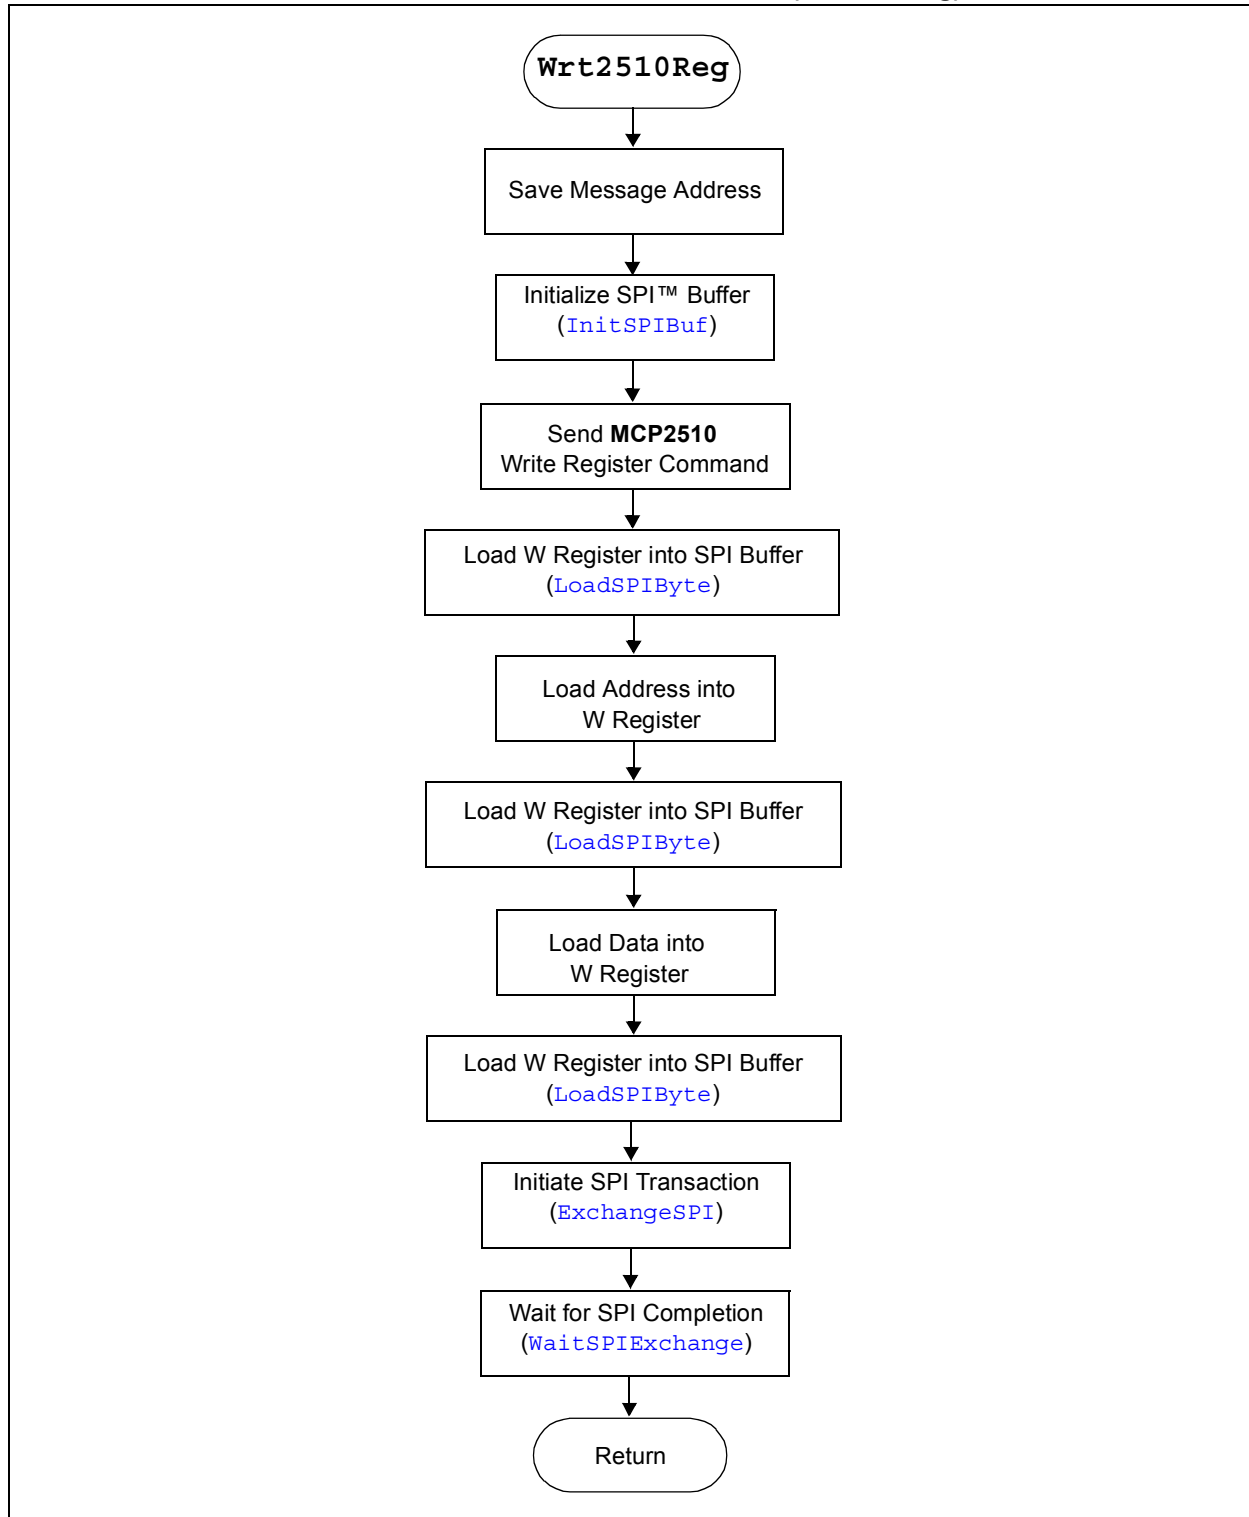 Wrt2510Reg
Save Message Address
Initialize SPI™ Buffer
(InitSPIBuf)
Send MCP2510
Write Register Command
Load W Register into SPI Buffer
(LoadSPIByte)
Load Address into
W Register
Load W Register into SPI Buffer
(LoadSPIByte)
Load Data into
W Register
Load W Register into SPI Buffer
(LoadSPIByte)
Initiate SPI Transaction
(ExchangeSPI)
Wait for SPI Completion
(WaitSPIExchange)
Return